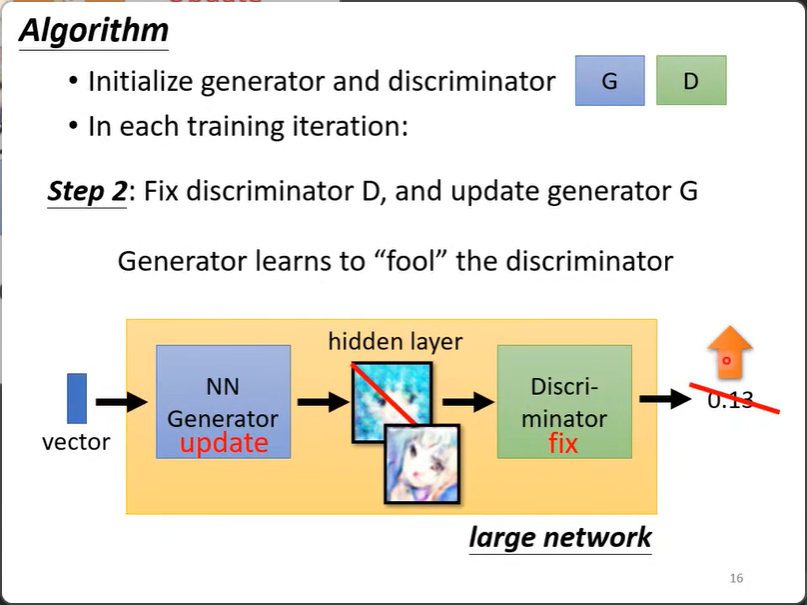 Algorithm
• Initialize generator and discriminator G D
• In each training iteration:
Step 2: Fix discriminator D, and update generator G
Generator learns to “fool” the discriminator
hidden layer
NN
Generator
update
Discri-
minator
fix
0.13
vector
large network
16